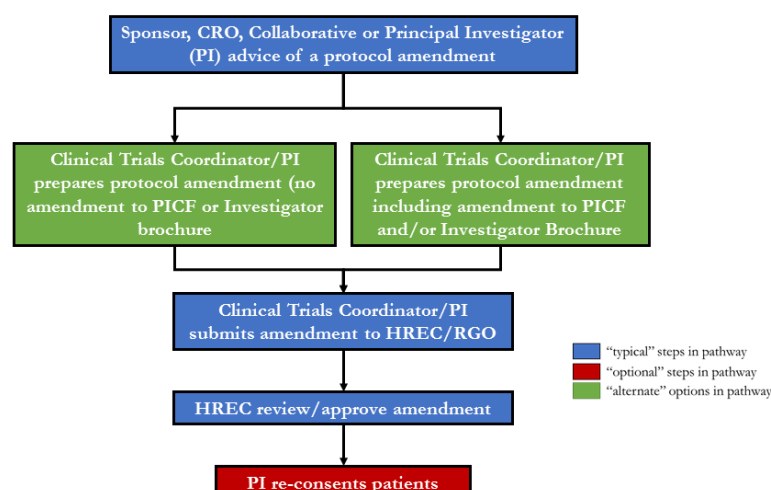 Sponsor, CRO, Collaborative or Principal Investigator
(PI) advice of a protocol amendment
Clinical Trials Coordinator/PI
prepares protocol amendment (no
amendment to PICF or Investigator
brochure
Clinical Trials Coordinator/PI
prepares protocol amendment
including amendment to PICF
and/or Investigator Brochure
Clinical Trials Coordinator/PI
submits amendment to HREC/RGO
"typical" steps in pathway
"optional" steps in pathway
"alternate" options in pathway
HREC review/approve amendment
PI re-consents patients